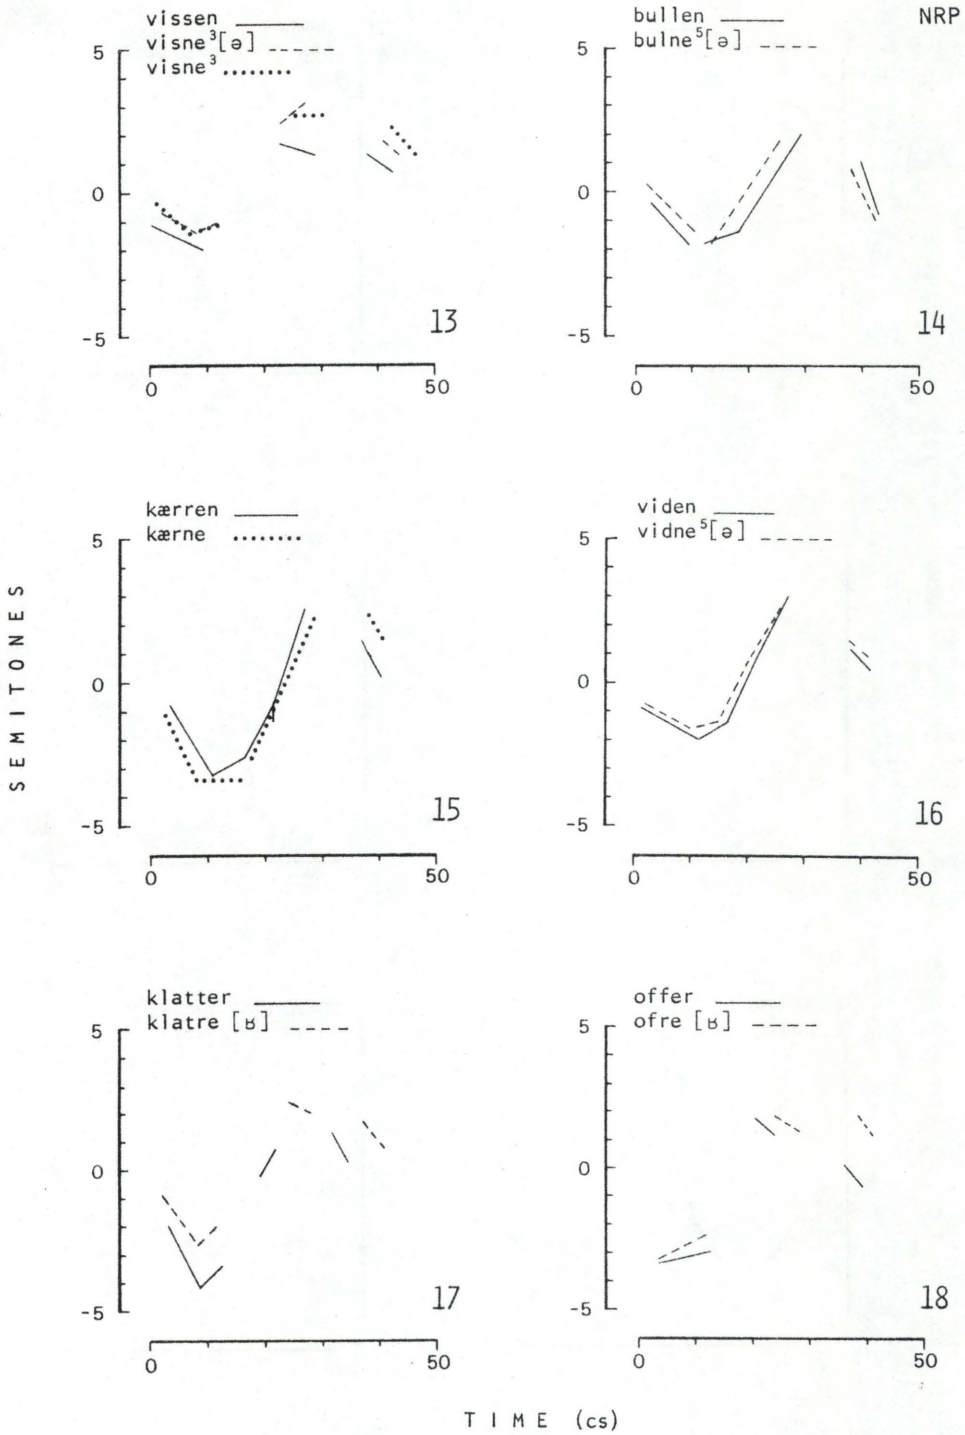 NRP
vissen
visne³[ə]
visne³
5
0
-5
13
0 50
bullen
bulne⁵[ə]
5
0
-5
14
0 50
kærren
kærne
5
0
-5
15
0 50
viden
vidne⁵[ə]
5
0
-5
16
0 50
klatter
klatre [ʁ]
5
0
-5
17
0 50
offer
ofre [ʁ]
5
0
-5
18
0 50
SEMITONES
TIME (cs)